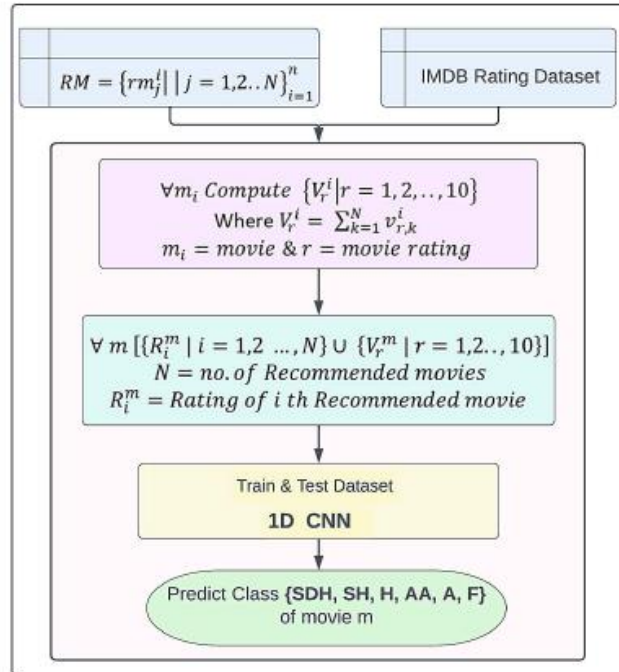 RM = {rm_j^i| | j = 1,2..N}_{i=1}^n
IMDB Rating Dataset
∀m_i Compute {V_r^i|r = 1, 2, . . , 10}
Where V_r^i = ∑_{k=1}^N v_{r,k}^i
m_i = movie & r = movie rating
∀ m [{R_i^m | i = 1,2 …, N} ∪ {V_r^m | r = 1,2. . , 10}]
N = no. of Recommended movies
R_i^m = Rating of i th Recommended movie
Train & Test Dataset
1D CNN
Predict Class {SDH, SH, H, AA, A, F}
of movie m